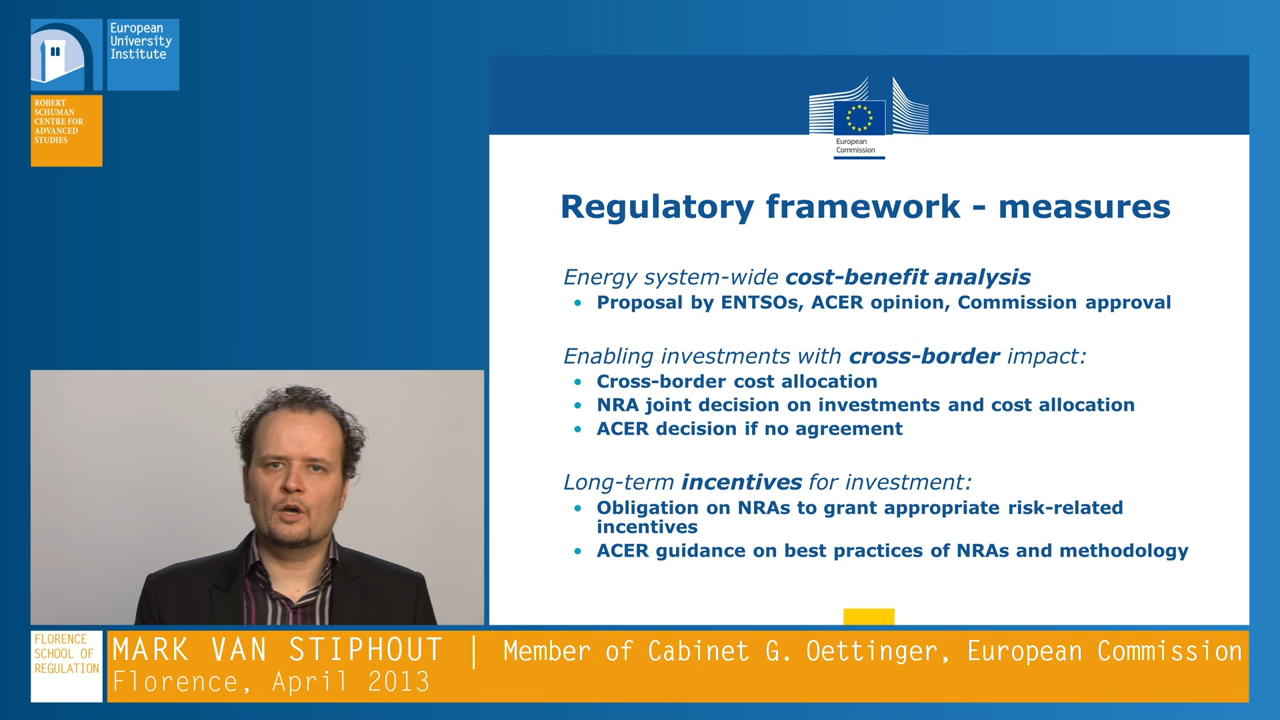 European
University
Institute
ROBERT
SCHUMAN
CENTRE FOR
ADVANCED
STUDIES
European
Commission
Regulatory framework - measures
Energy system-wide cost-benefit analysis
• Proposal by ENTSOs, ACER opinion, Commission approval
Enabling investments with cross-border impact:
• Cross-border cost allocation
• NRA joint decision on investments and cost allocation
• ACER decision if no agreement
Long-term incentives for investment:
• Obligation on NRAs to grant appropriate risk-related
incentives
• ACER guidance on best practices of NRAs and methodology
FLORENCE
SCHOOL OF
REGULATION
MARK VAN STIPHOUT | Member of Cabinet G. Oettinger, European Commission
Florence, April 2013